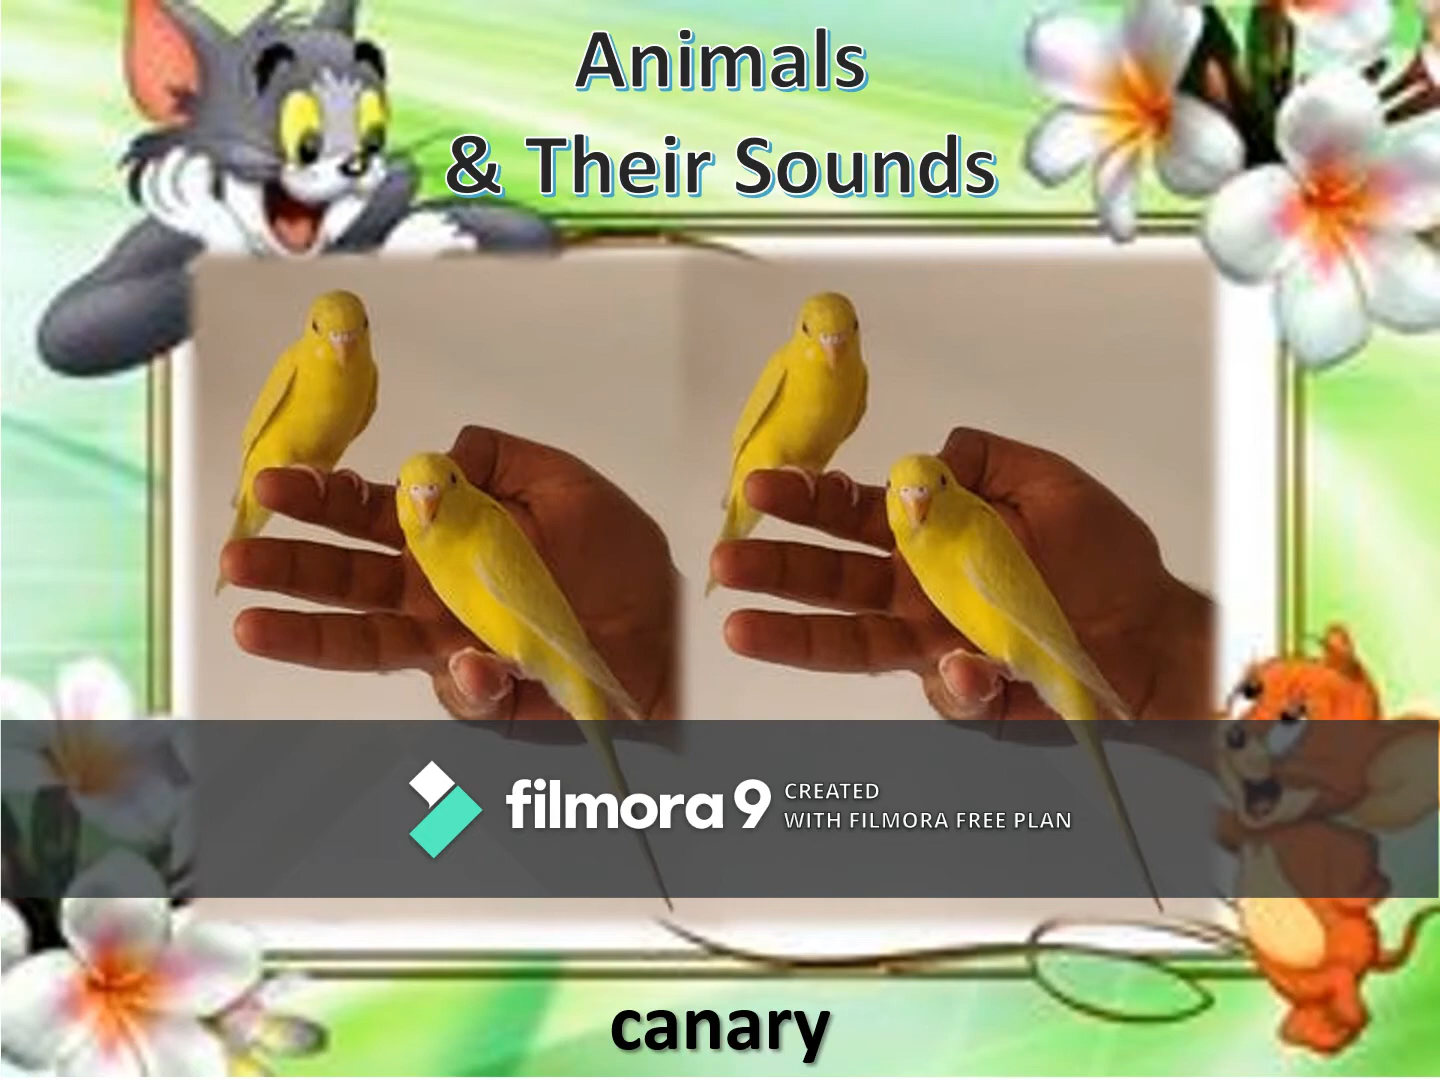 Animals
& Their Sounds
filmora 9
CREATED
WITH FILMORA FREE PLAN
canary